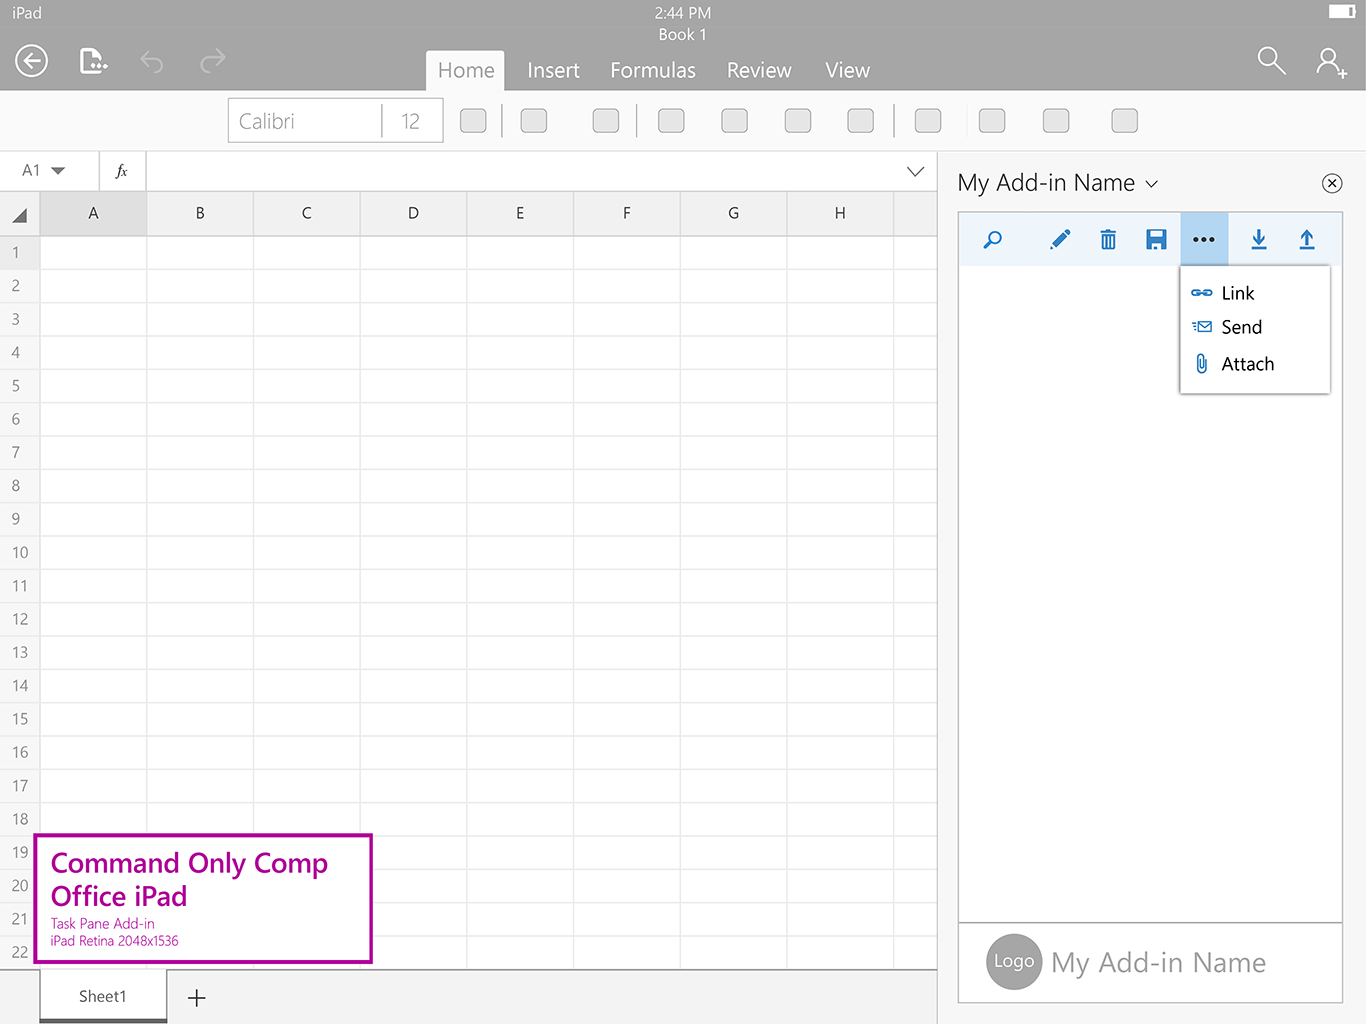 iPad
2:44 PM
Book 1
Home Insert Formulas Review View
Calibri 12
A1 fx
My Add-in Name
A B C D E F G H
1
2
3
4
5
6
7
8
9
10
11
12
13
14
15
16
17
18
19
20
21
22
Link
Send
Attach
Command Only Comp
Office iPad
Task Pane Add-in
iPad Retina 2048x1536
Logo My Add-in Name
Sheet1